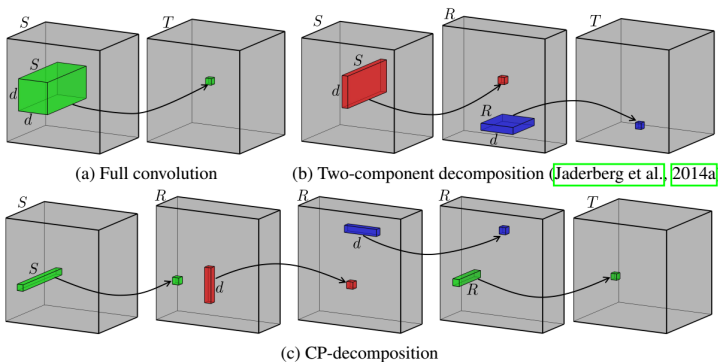 S T S R T
S
d
d
S
d
R
d
(a) Full convolution (b) Two-component decomposition (Jaderberg et al., 2014a
S R R T
S
d
d
R
(c) CP-decomposition